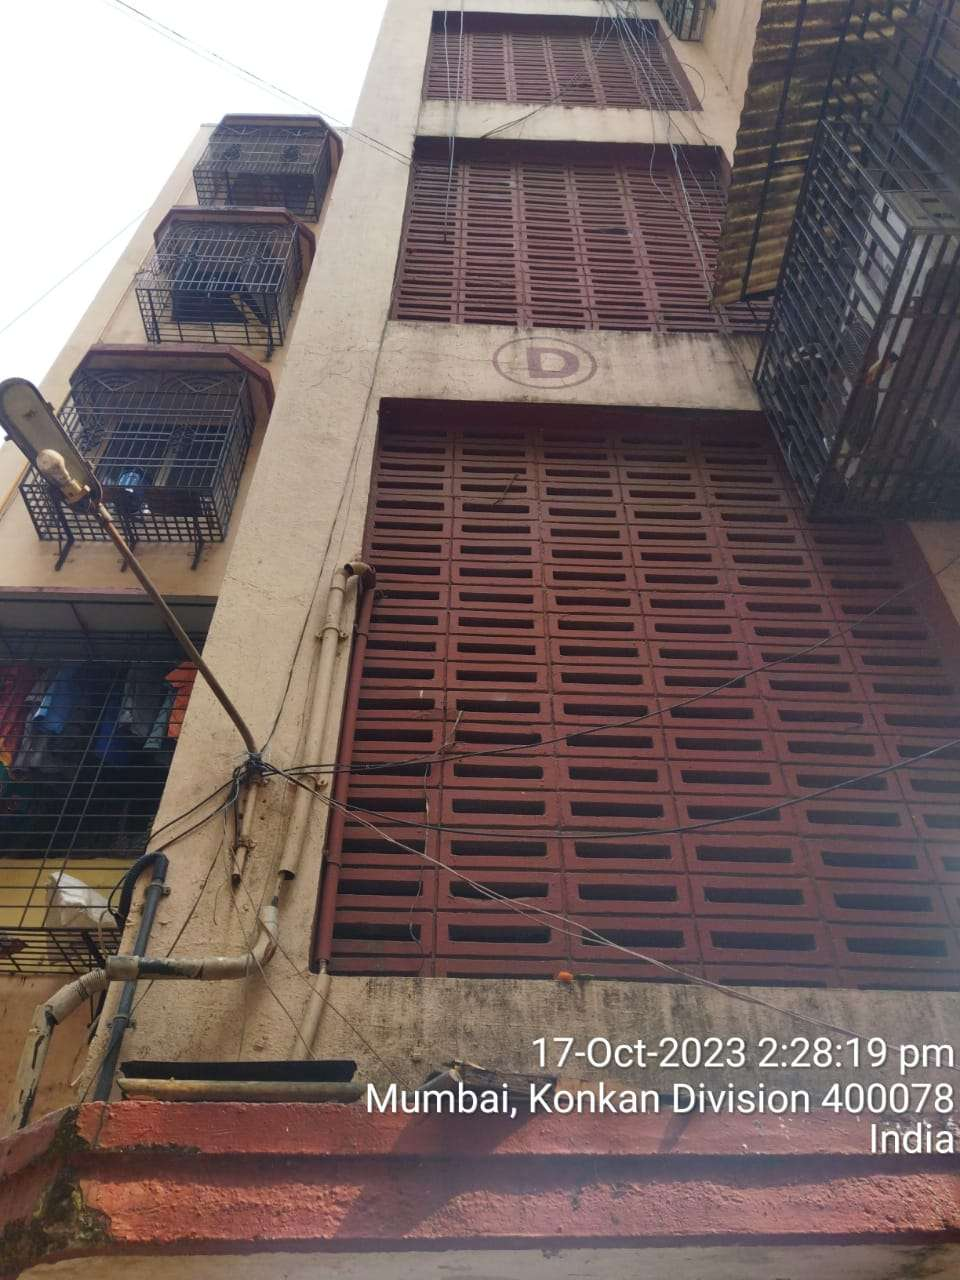 D
17-Oct-2023 2:28:19 pm
Mumbai, Konkan Division 400078
India